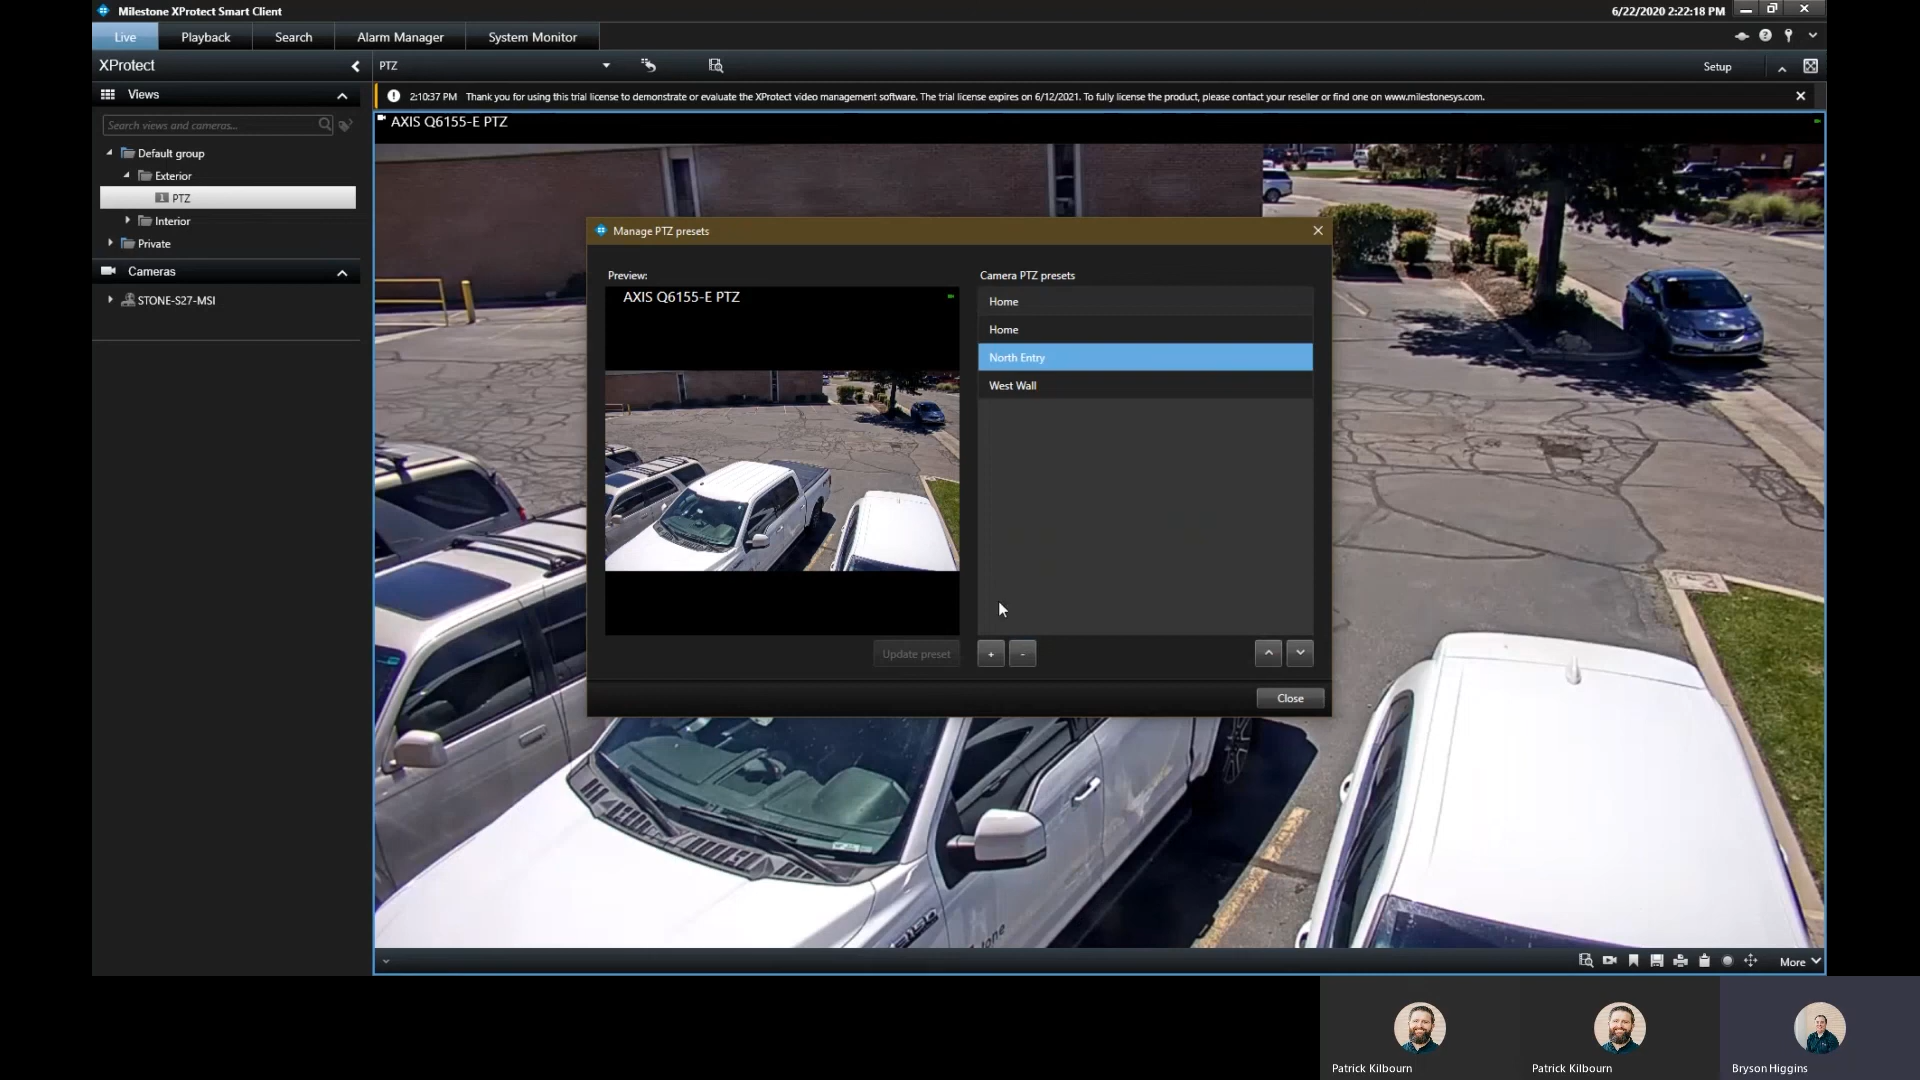 Milestone XProtect Smart Client
6/22/2020 2:22:18 PM
Live
Playback
Search
Alarm Manager
System Monitor
XProtect
PTZ
Setup
Views
2:10:37 PM Thank you for using this trial license to demonstrate or evaluate the XProtect video management software. The trial license expires on 6/12/2021. To fully license the product, please contact your reseller or find one on www.milestonesys.com.
Search views and cameras...
AXIS Q6155-E PTZ
Default group
Exterior
1 PTZ
Interior
Private
Cameras
STONE-S27-MSI
Manage PTZ presets
Preview:
Camera PTZ presets
AXIS Q6155-E PTZ
Home
Home
North Entry
West Wall
Update preset
+
-
Close
F150
More
Patrick Kilbourn
Patrick Kilbourn
Bryson Higgins